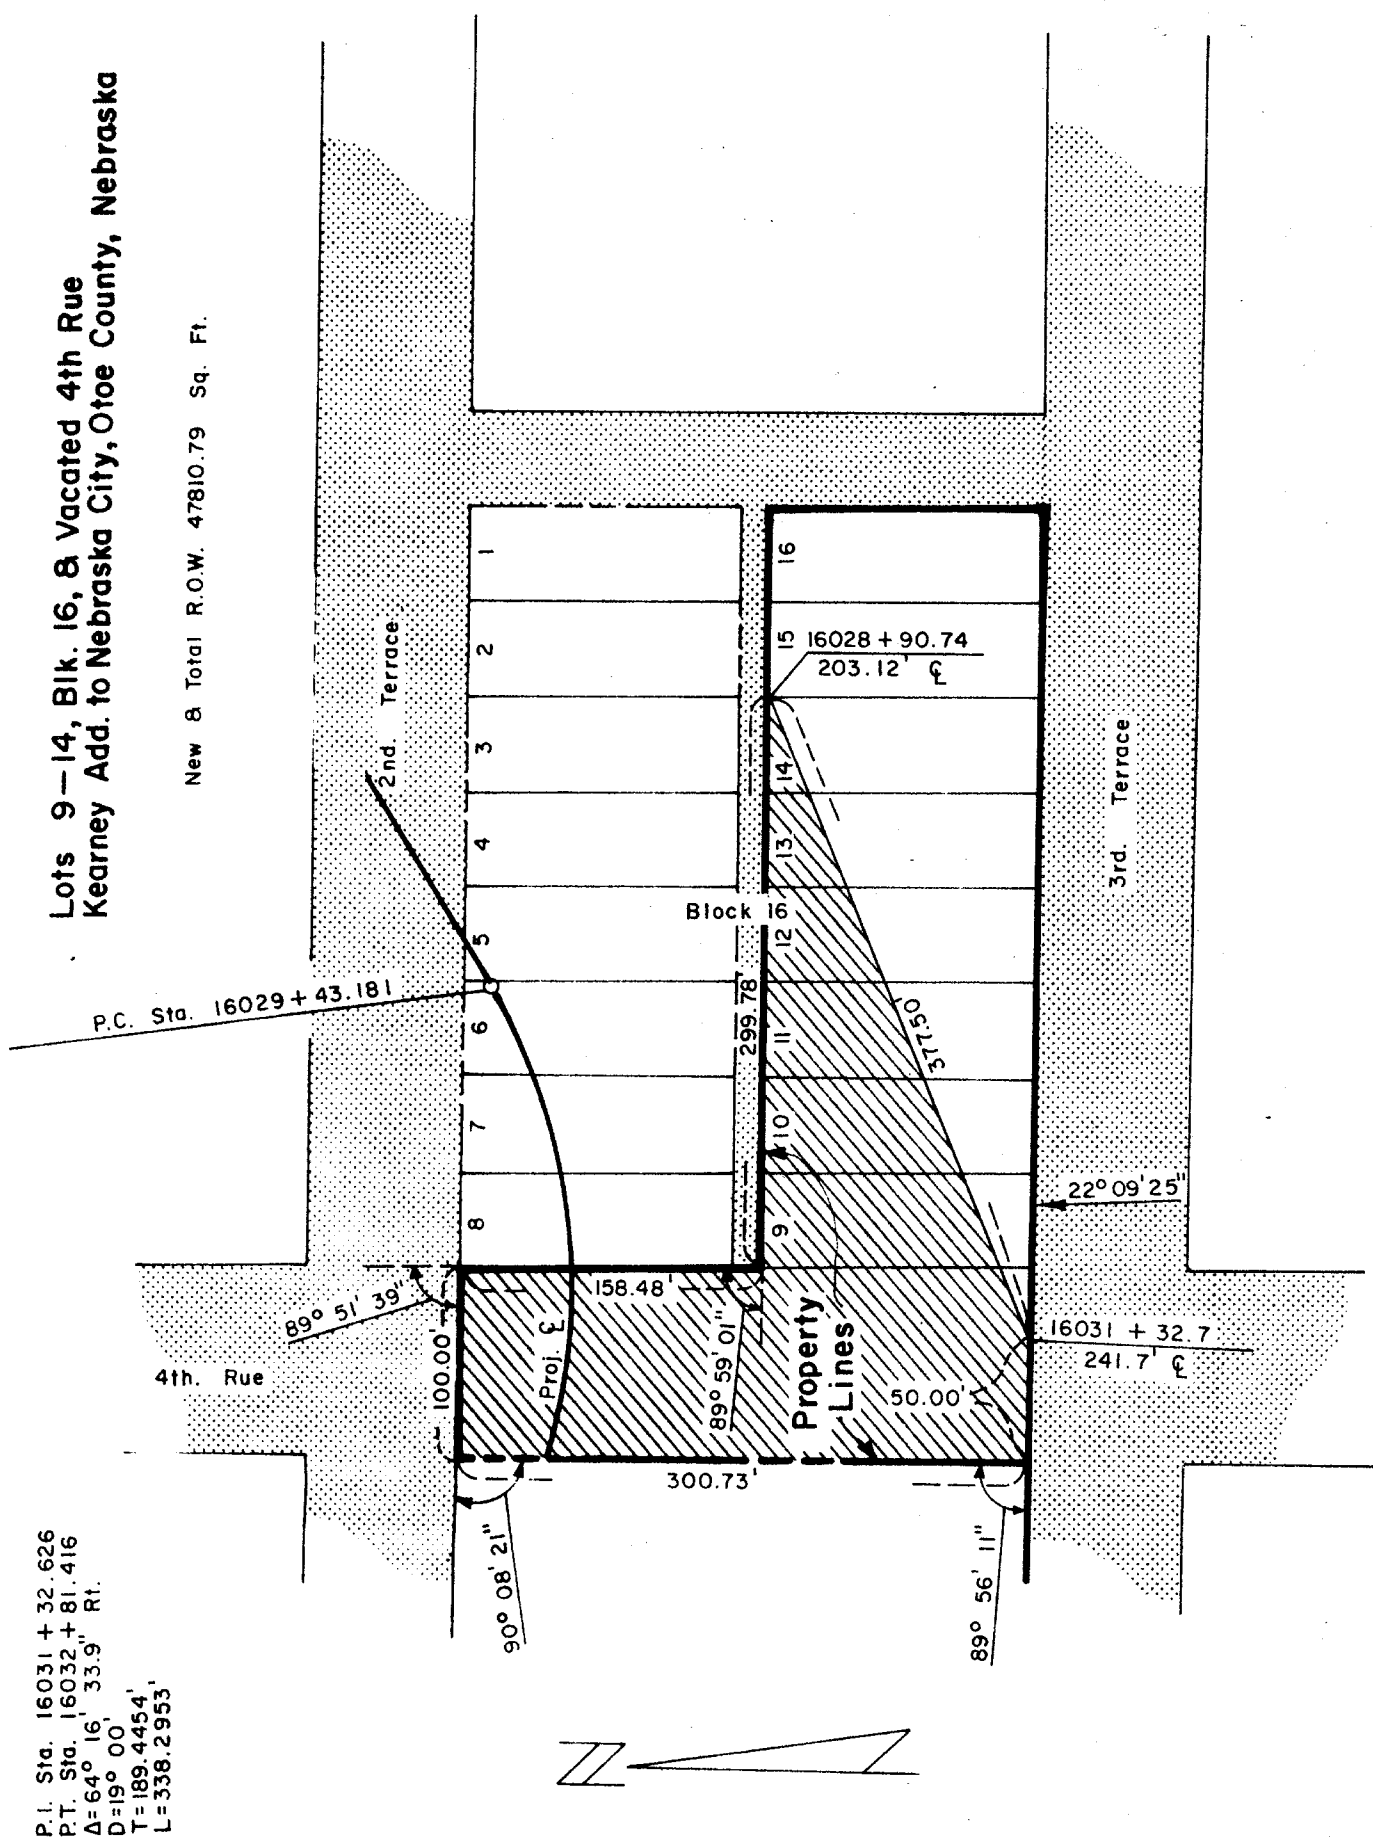 Lots 9-14, Blk. 16, & Vacated 4th Rue
Kearney Add. to Nebraska City, Otoe County, Nebraska
New & Total R.O.W. 47810.79 Sq. Ft.
P.I. Sta. 16031 + 32.626
P.T. Sta. 16032 + 81.416
Δ= 64° 16' 33.9" Rt.
D=19° 00'
T=189.4454'
L=338.2953'
2nd. Terrace
P.C. Sta. 16029 + 43.181
1
2
3
4
5
6
7
8
16
15
14
13
12
11
10
9
16028 + 90.74
203.12' ℄
Block 16
299.78
377.50'
3rd. Terrace
22° 09' 25"
89° 51' 39"
158.48'
100.00'
4th. Rue
Proj. ℄
89° 59' 01"
Property
Lines
50.00'
16031 + 32.7
241.7' ℄
300.73'
90° 08' 21"
89° 56' 11"
N